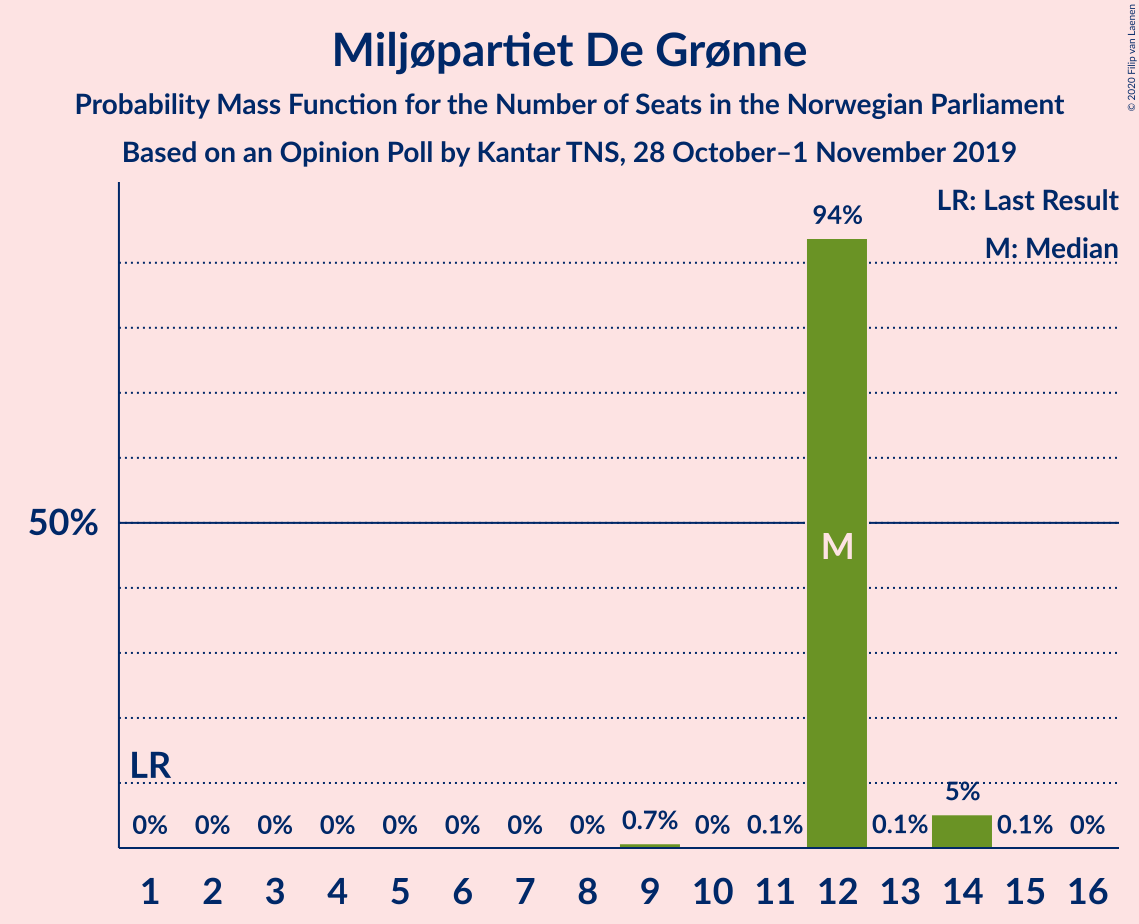 Miljøpartiet De Grønne
Probability Mass Function for the Number of Seats in the Norwegian Parliament
Based on an Opinion Poll by Kantar TNS, 28 October–1 November 2019
© 2020 Filip van Laenen
LR: Last Result
M: Median
94%
50%
M
LR
0% 0% 0% 0% 0% 0% 0% 0% 0.7% 0% 0.1% 0.1% 5% 0.1% 0%
1 2 3 4 5 6 7 8 9 10 11 12 13 14 15 16